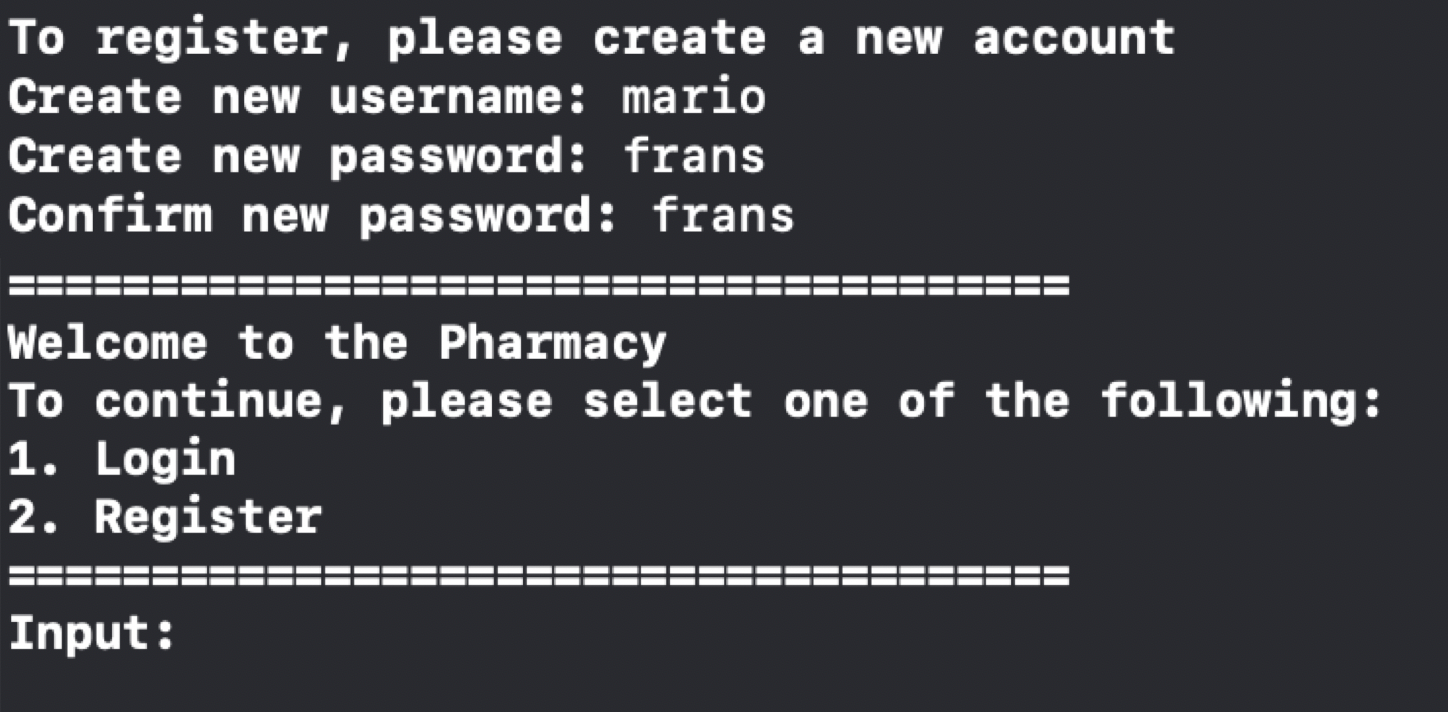 To register, please create a new account
Create new username: mario
Create new password: frans
Confirm new password: frans
=====================================
Welcome to the Pharmacy
To continue, please select one of the following:
1. Login
2. Register
=====================================
Input: